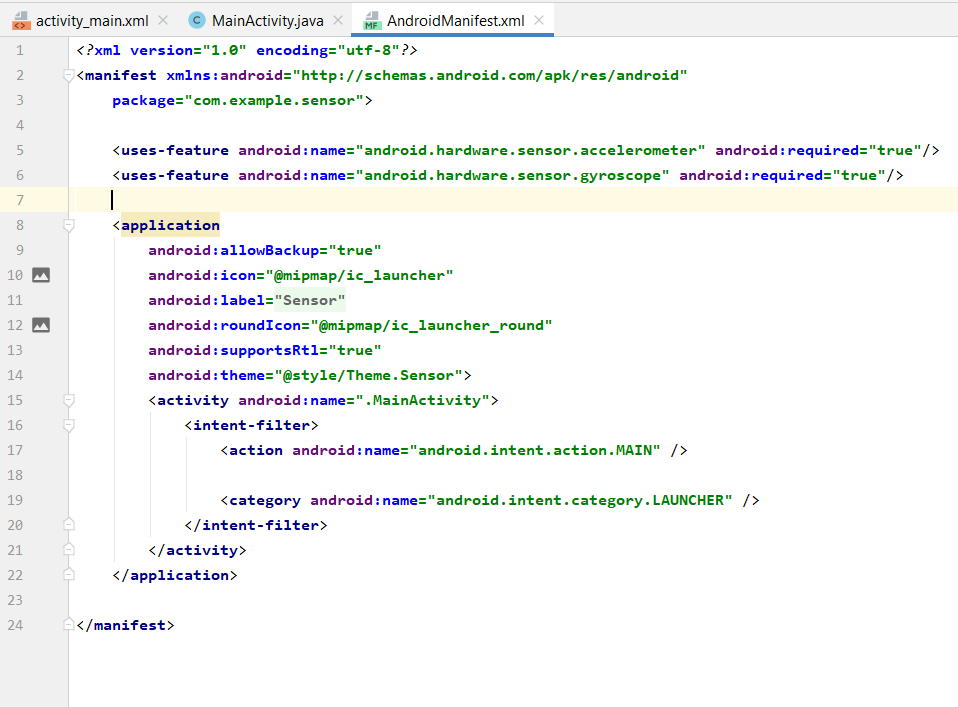 activity_main.xml MainActivity.java AndroidManifest.xml
1 <?xml version="1.0" encoding="utf-8"?>
2 <manifest xmlns:android="http://schemas.android.com/apk/res/android"
3 package="com.example.sensor">
4
5 <uses-feature android:name="android.hardware.sensor.accelerometer" android:required="true"/>
6 <uses-feature android:name="android.hardware.sensor.gyroscope" android:required="true"/>
7
8 <application
9 android:allowBackup="true"
10 android:icon="@mipmap/ic_launcher"
11 android:label="Sensor"
12 android:roundIcon="@mipmap/ic_launcher_round"
13 android:supportsRtl="true"
14 android:theme="@style/Theme.Sensor">
15 <activity android:name=".MainActivity">
16 <intent-filter>
17 <action android:name="android.intent.action.MAIN" />
18
19 <category android:name="android.intent.category.LAUNCHER" />
20 </intent-filter>
21 </activity>
22 </application>
23
24 </manifest>